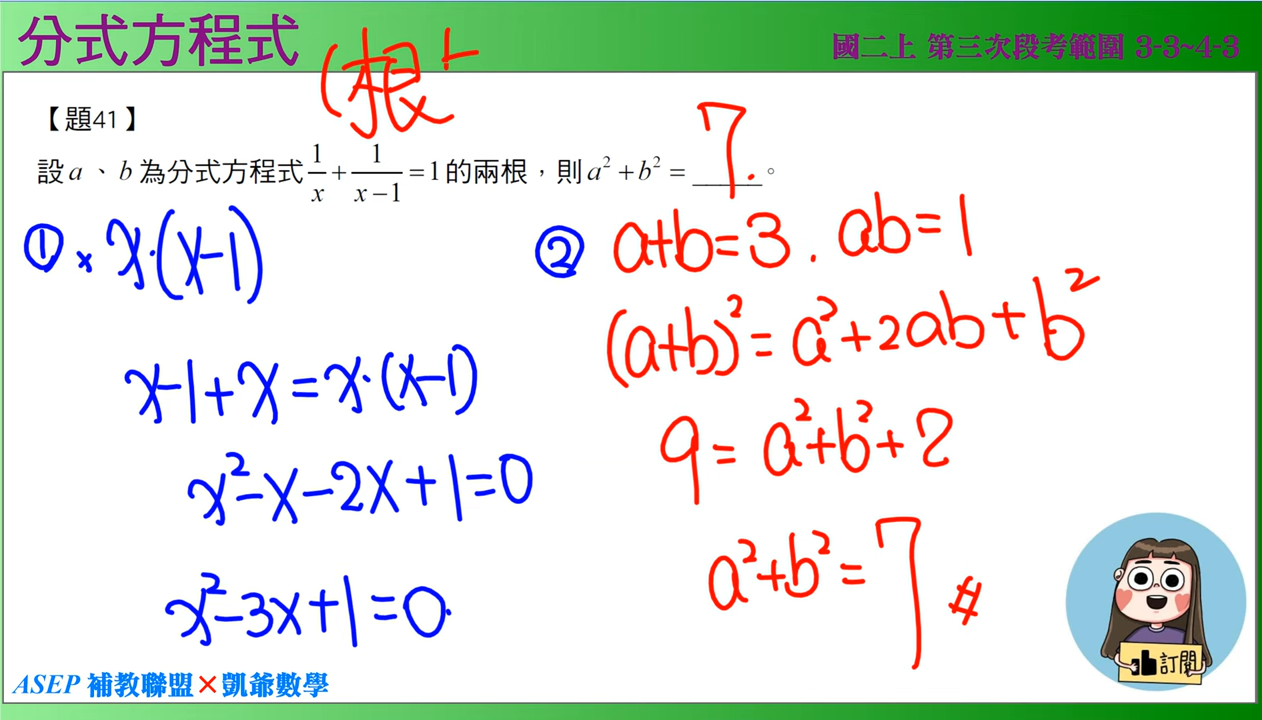 分式方程式
(根上
國二上 第三次段考範圍 3-3~4-3
【題41】
設 a、b 為分式方程式 1/x + 1/(x−1) = 1 的兩根,則 a² + b² = 7.。
① × x·(x-1)
x-1+x=x·(x-1)
x²-x-2x+1=0
x²-3x+1=0.
② a+b=3. ab=1
(a+b)²=a²+2ab+b²
9=a²+b²+2
a²+b²=7 #
訂閱
ASEP 補教聯盟×凱爺數學